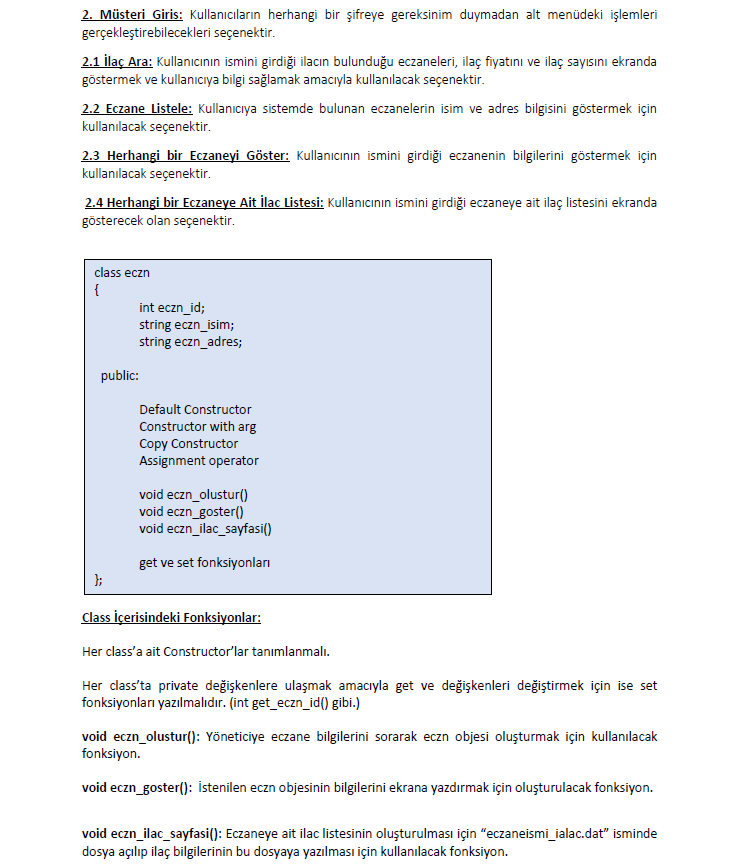 2. Müsteri Giris: Kullanıcıların herhangi bir şifreye gereksinim duymadan alt menüdeki işlemleri
gerçekleştirebilecekleri seçenektir.
2.1 İlaç Ara: Kullanıcının ismini girdiği ilacın bulunduğu eczaneleri, ilaç fiyatını ve ilaç sayısını ekranda
göstermek ve kullanıcıya bilgi sağlamak amacıyla kullanılacak seçenektir.
2.2 Eczane Listele: Kullanıcıya sistemde bulunan eczanelerin isim ve adres bilgisini göstermek için
kullanılacak seçenektir.
2.3 Herhangi bir Eczaneyi Göster: Kullanıcının ismini girdiği eczanenin bilgilerini göstermek için
kullanılacak seçenektir.
2.4 Herhangi bir Eczaneye Ait İlac Listesi: Kullanıcının ismini girdiği eczaneye ait ilaç listesini ekranda
gösterecek olan seçenektir.
class eczn
{
int eczn_id;
string eczn_isim;
string eczn_adres;
public:
Default Constructor
Constructor with arg
Copy Constructor
Assignment operator
void eczn_olustur()
void eczn_goster()
void eczn_ilac_sayfasi()
get ve set fonksiyonları
};
Class İçerisindeki Fonksiyonlar:
Her class’a ait Constructor’lar tanımlanmalı.
Her class’ta private değişkenlere ulaşmak amacıyla get ve değişkenleri değiştirmek için ise set
fonksiyonları yazılmalıdır. (int get_eczn_id() gibi.)
void eczn_olustur(): Yöneticiye eczane bilgilerini sorarak eczn objesi oluşturmak için kullanılacak
fonksiyon.
void eczn_goster(): İstenilen eczn objesinin bilgilerini ekrana yazdırmak için oluşturulacak fonksiyon.
void eczn_ilac_sayfasi(): Eczaneye ait ilac listesinin oluşturulması için “eczaneismi_ialac.dat” isminde
dosya açılıp ilaç bilgilerinin bu dosyaya yazılması için kullanılacak fonksiyon.